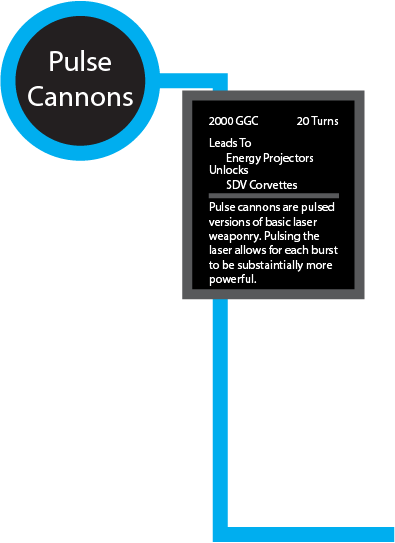 Pulse
Cannons
2000 GGC 20 Turns
Leads To
Energy Projectors
Unlocks
SDV Corvettes
Pulse cannons are pulsed
versions of basic laser
weaponry. Pulsing the
laser allows for each burst
to be substaintially more
powerful.